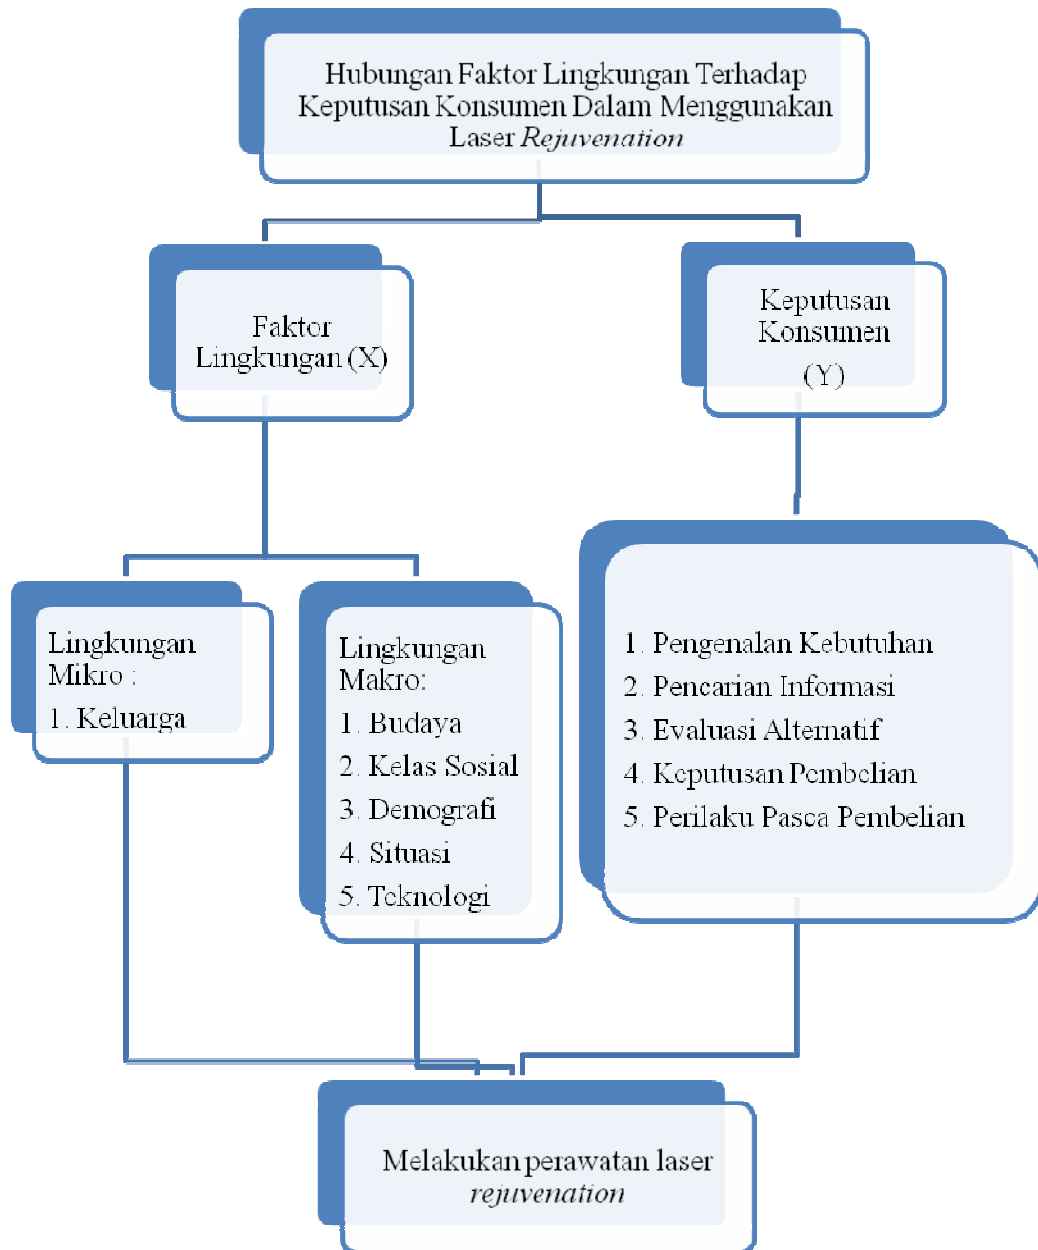 Hubungan Faktor Lingkungan Terhadap
Keputusan Konsumen Dalam Menggunakan
Laser Rejuvenation
Faktor
Lingkungan (X)
Keputusan
Konsumen
(Y)
Lingkungan
Mikro :
1. Keluarga
Lingkungan
Makro:
1. Budaya
2. Kelas Sosial
3. Demografi
4. Situasi
5. Teknologi
1. Pengenalan Kebutuhan
2. Pencarian Informasi
3. Evaluasi Alternatif
4. Keputusan Pembelian
5. Perilaku Pasca Pembelian
Melakukan perawatan laser
rejuvenation